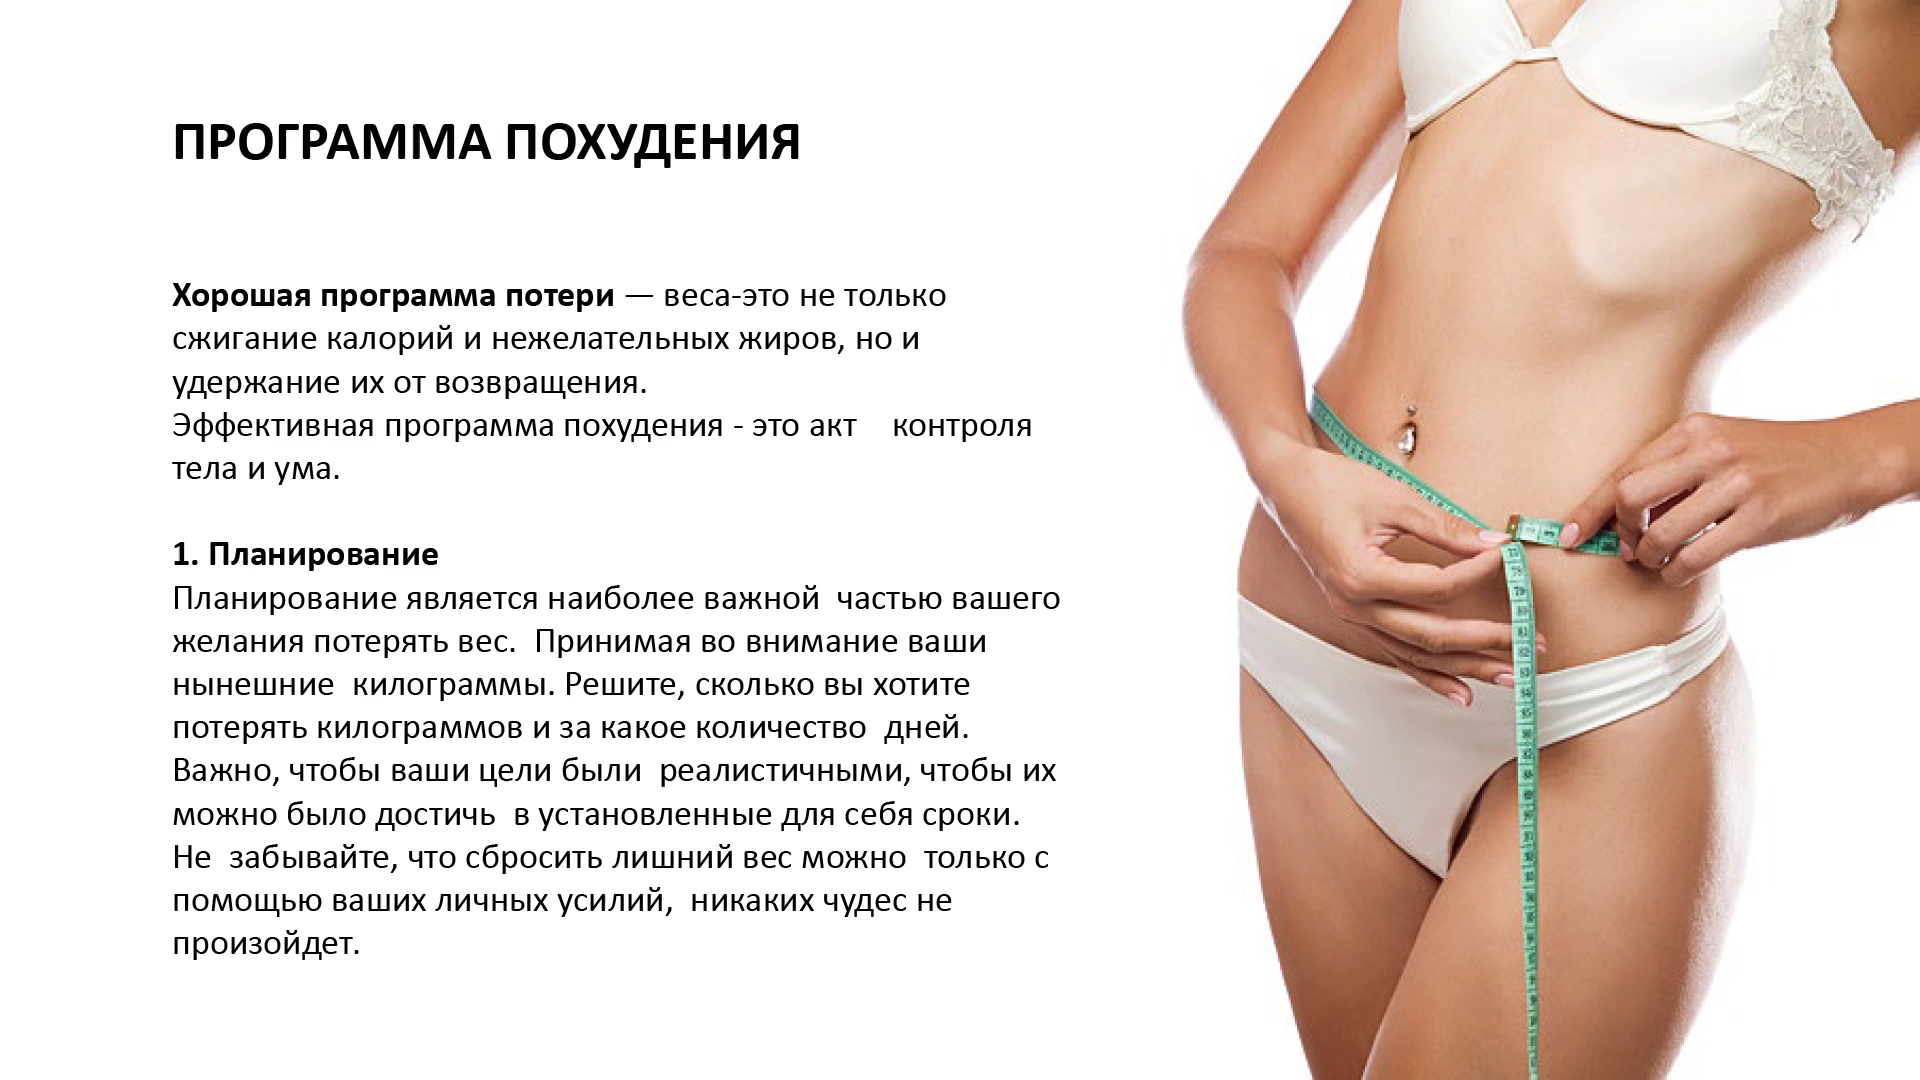 ПРОГРАММА ПОХУДЕНИЯ
Хорошая программа потери — веса-это не только
сжигание калорий и нежелательных жиров, но и
удержание их от возвращения.
Эффективная программа похудения - это акт контроля
тела и ума.
1. Планирование
Планирование является наиболее важной частью вашего
желания потерять вес. Принимая во внимание ваши
нынешние килограммы. Решите, сколько вы хотите
потерять килограммов и за какое количество дней.
Важно, чтобы ваши цели были реалистичными, чтобы их
можно было достичь в установленные для себя сроки.
Не забывайте, что сбросить лишний вес можно только с
помощью ваших личных усилий, никаких чудес не
произойдет.